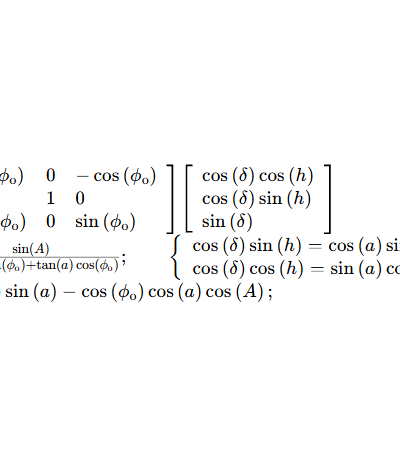 ϕₒ) 0 − cos (ϕₒ) ] [ cos (δ) cos (h) ]
1 0 cos (δ) sin (h)
ϕₒ) 0 sin (ϕₒ) sin (δ)
sin(A) / (ϕₒ)+tan(a) cos(ϕₒ) ; { cos (δ) sin (h) = cos (a) si
cos (δ) cos (h) = sin (a) co
sin (a) − cos (ϕₒ) cos (a) cos (A) ;